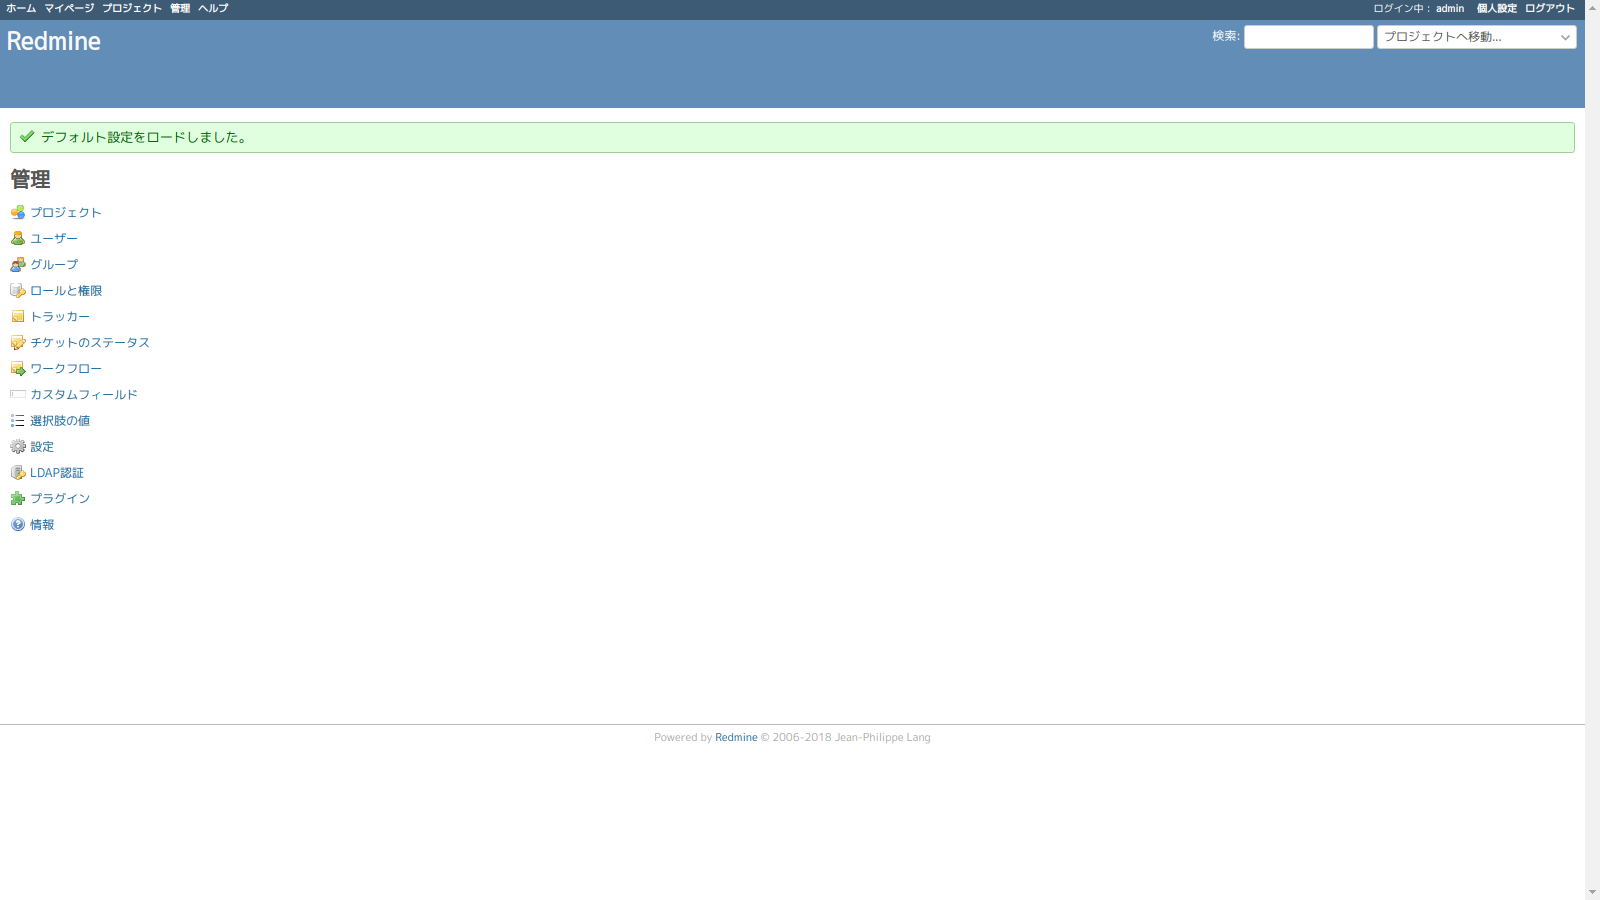 ホーム マイページ プロジェクト 管理 ヘルプ ログイン中 : admin 個人設定 ログアウト
Redmine 検索: プロジェクトへ移動...
デフォルト設定をロードしました。
管理
プロジェクト
ユーザー
グループ
ロールと権限
トラッカー
チケットのステータス
ワークフロー
カスタムフィールド
選択肢の値
設定
LDAP認証
プラグイン
情報
Powered by Redmine © 2006-2018 Jean-Philippe Lang